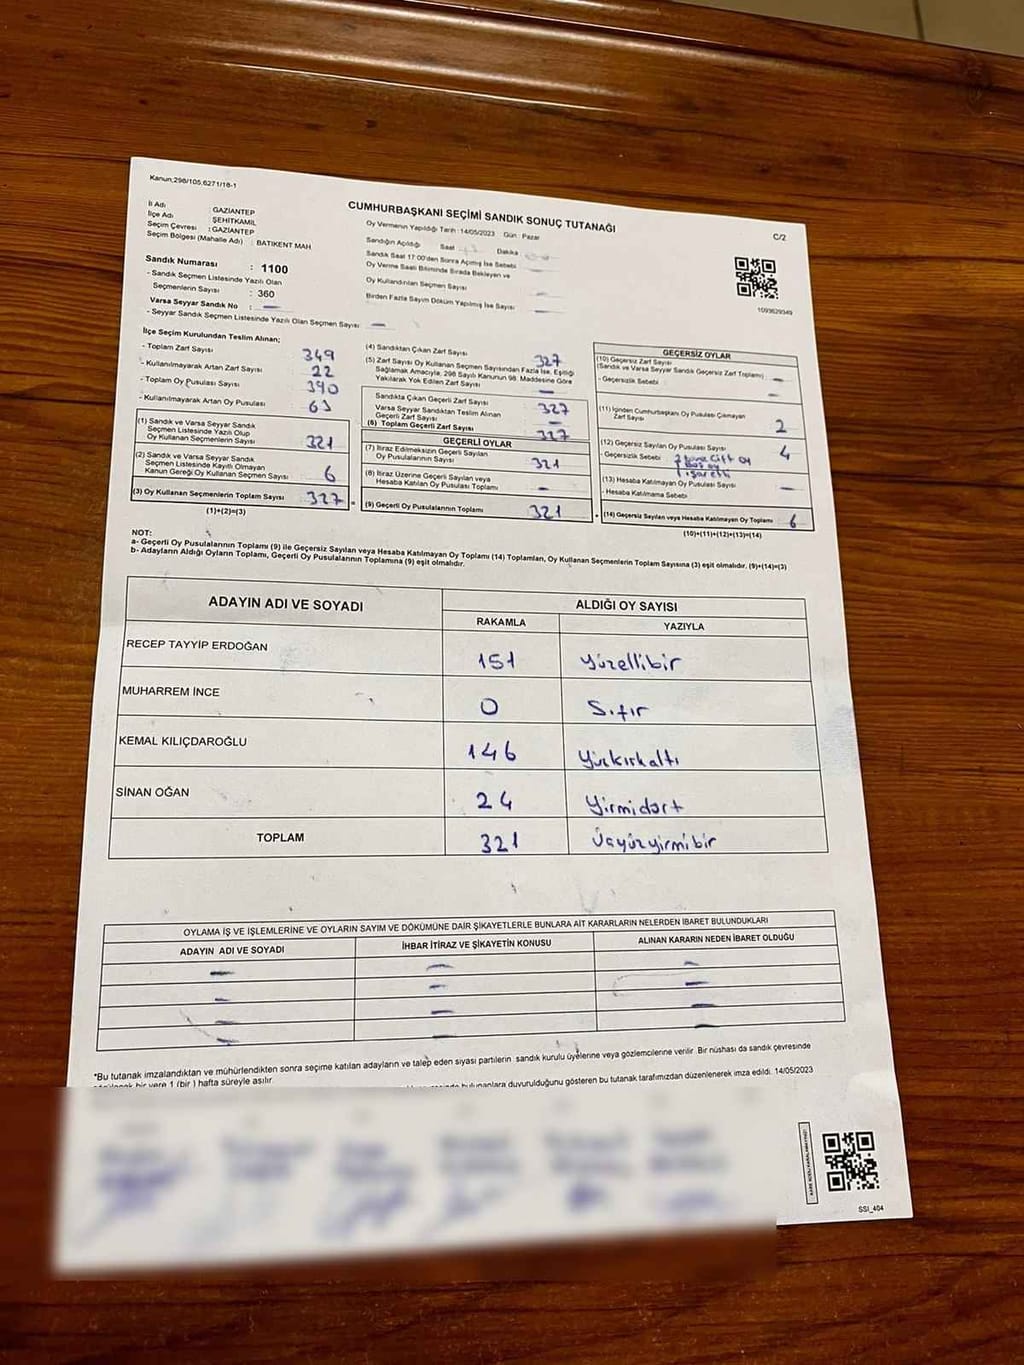 Kanun;298/105,6271/18-1
CUMHURBAŞKANI SEÇİMİ SANDIK SONUÇ TUTANAĞI
C/2
İl Adı : GAZİANTEP
İlçe Adı : ŞEHİTKAMİL
Seçim Çevresi : GAZİANTEP
Seçim Bölgesi (Mahalle Adı) : BATIKENT MAH
Oy Vermenin Yapıldığı Tarih : 14/05/2023 Gün : Pazar
Sandığın Açıldığı Saat Dakika
Sandık Saat 17:00'den Sonra Açımış İse Sebebi
Oy Verme Saati Bitiminde Sırada Bekleyen ve
Oy Kullandırılan Seçmen Sayısı
Birden Fazla Sayım Döküm Yapılmış İse Sayısı
1093629349
Sandık Numarası : 1100
- Sandık Seçmen Listesinde Yazılı Olan
Seçmenlerin Sayısı : 360
Varsa Seyyar Sandık No : —
- Seyyar Sandık Seçmen Listesinde Yazılı Olan Seçmen Sayısı: —
İlçe Seçim Kurulundan Teslim Alınan;
- Toplam Zarf Sayısı 349
- Kullanılmayarak Artan Zarf Sayısı 22
- Toplam Oy Pusulası Sayısı 390
- Kullanılmayarak Artan Oy Pusulası 63
(1) Sandık ve Varsa Seyyar Sandık
Seçmen Listesinde Yazılı Olup
Oy Kullanan Seçmenlerin Sayısı 321
(2) Sandık ve Varsa Seyyar Sandık
Seçmen Listesinde Kayıtlı Olmayan
Kanun Gereği Oy Kullanan Seçmen Sayısı 6
(3) Oy Kullanan Seçmenlerin Toplam Sayısı 327
(1)+(2)=(3)
(4) Sandıktan Çıkan Zarf Sayısı 327
(5) Zarf Sayısı Oy Kullanan Seçmen Sayısından Fazla İse, Eşitliği
Sağlamak Amacıyla, 298 Sayılı Kanunun 98. Maddesine Göre
Yakılarak Yok Edilen Zarf Sayısı —
Sandıkta Çıkan Geçerli Zarf Sayısı 327
Varsa Seyyar Sandıktan Teslim Alınan
Geçerli Zarf Sayısı —
(6) Toplam Geçerli Zarf Sayısı 327
GEÇERLİ OYLAR
(7) İtiraz Edilmeksizin Geçerli Sayılan
Oy Pusulalarının Sayısı 321
(8) İtiraz Üzerine Geçerli Sayılan veya
Hesaba Katılan Oy Pusulası Toplamı —
(9) Geçerli Oy Pusulalarının Toplamı 321
GEÇERSİZ OYLAR
(10) Geçersiz Zarf Sayısı
(Sandık ve Varsa Seyyar Sandık Geçersiz Zarf Toplamı) —
- Geçersizlik Sebebi —
(11) İçinden Cumhurbaşkanı Oy Pusulası Çıkmayan
Zarf Sayısı 2
(12) Geçersiz Sayılan Oy Pusulası Sayısı 4
- Geçersizlik Sebebi Çift oy
(13) Hesaba Katılmayan Oy Pusulası Sayısı —
- Hesaba Katılmama Sebebi
(14) Geçersiz Sayılan veya Hesaba Katılmayan Oy Toplamı 6
(10)+(11)+(12)+(13)=(14)
NOT:
a- Geçerli Oy Pusulalarının Toplamı (9) ile Geçersiz Sayılan veya Hesaba Katılmayan Oy Toplamı (14) Toplamları, Oy Kullanan Seçmenlerin Toplam Sayısına (3) eşit olmalıdır. (9)+(14)=(3)
b- Adayların Aldığı Oyların Toplamı, Geçerli Oy Pusulalarının Toplamına (9) eşit olmalıdır.
ADAYIN ADI VE SOYADI ALDIĞI OY SAYISI
RAKAMLA YAZIYLA
RECEP TAYYİP ERDOĞAN 151 yüzellibir
MUHARREM İNCE 0 Sıfır
KEMAL KILIÇDAROĞLU 146 yüzkırkaltı
SİNAN OĞAN 24 Yirmidört
TOPLAM 321 Üçyüzyirmibir
OYLAMA İŞ VE İŞLEMLERİNE VE OYLARIN SAYIM VE DÖKÜMÜNE DAİR ŞİKAYETLERLE BUNLARA AİT KARARLARIN NELERDEN İBARET BULUNDUKLARI
ADAYIN ADI VE SOYADI İHBAR İTİRAZ VE ŞİKAYETİN KONUSU ALINAN KARARIN NEDEN İBARET OLDUĞU
*Bu tutanak imzalandıktan ve mühürlendikten sonra seçime katılan adayların ve talep eden siyasi partilerin sandık kurulu üyelerine veya gözlemcilerine verilir. Bir nüshası da sandık çevresinde
bir yere 1 (bir ) hafta süreyle asılır.
bulunanlara duyurulduğunu gösteren bu tutanak tarafımızdan düzenlenerek imza edildi. 14/05/2023
SSİ_404